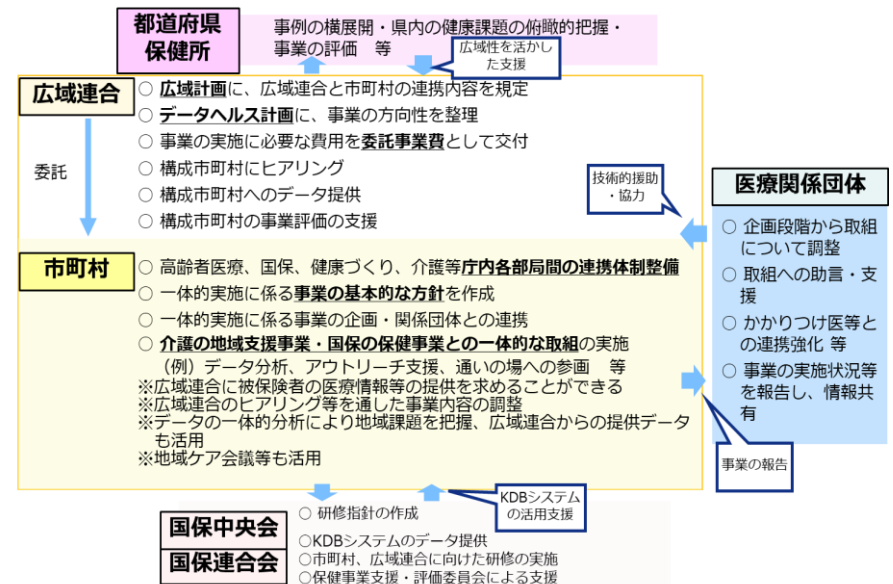 都道府県
保健所
事例の横展開・県内の健康課題の俯瞰的把握・
事業の評価　等
広域性を活かし
た支援
広域連合
○ 広域計画に、広域連合と市町村の連携内容を規定
○ データヘルス計画に、事業の方向性を整理
○ 事業の実施に必要な費用を委託事業費として交付
○ 構成市町村にヒアリング
○ 構成市町村へのデータ提供
○ 構成市町村の事業評価の支援
委託
技術的援助
・協力
医療関係団体
○ 企画段階から取組
について調整
○ 取組への助言・支
援
○ かかりつけ医等と
の連携強化 等
○ 事業の実施状況等
を報告し、情報共
有
市町村
○ 高齢者医療、国保、健康づくり、介護等庁内各部局間の連携体制整備
○ 一体的実施に係る事業の基本的な方針を作成
○ 一体的実施に係る事業の企画・関係団体との連携
○ 介護の地域支援事業・国保の保健事業との一体的な取組の実施
（例）データ分析、アウトリーチ支援、通いの場への参画　等
※広域連合に被保険者の医療情報等の提供を求めることができる
※広域連合のヒアリング等を通した事業内容の調整
※データの一体的分析により地域課題を把握、広域連合からの提供データ
も活用
※地域ケア会議等も活用
事業の報告
KDBシステム
の活用支援
国保中央会
○ 研修指針の作成
国保連合会
○KDBシステムのデータ提供
○市町村、広域連合に向けた研修の実施
○保健事業支援・評価委員会による支援